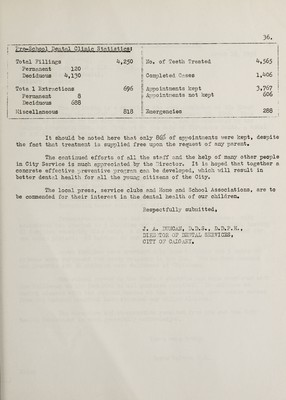 36.
Pre-School Dental Clinic Statistics:
Total Fillings 4,250
Permanent 120
Deciduous 4,130
Total Extractions 696
Permanent 8
Deciduous 688
Miscellaneous 818
No. of Teeth Treated 4,565
Completed Cases 1,406
Appointments kept 3,767
Appointments not kept 606
Emergencies 288
It should be noted here that only 86% of appointments were kept, despite
the fact that treatment is supplied free upon the request of any parent.
The continued efforts of all the staff and the help of many other people
in City Service is much appreciated by the Director. It is hoped that together a
concrete effective preventive program can be developed, which will result in
better dental health for all the young citizens of the City.
The local press, service clubs and Home and School Associations, are to
be commended for their interest in the dental health of our children.
Respectfully submitted,
J. A. DUNCAN, D.D.S., D.D.P.H.,
DIRECTOR OF DENTAL SERVICES,
CITY OF CALGARY.